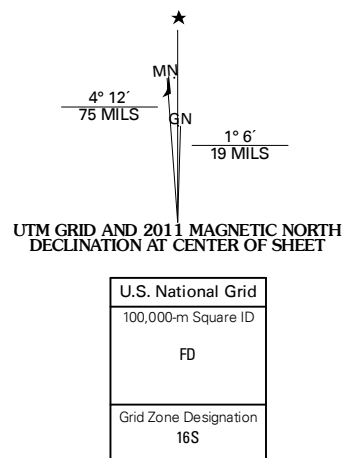 ★
MN
4° 12´
75 MILS
GN
1° 6´
19 MILS
UTM GRID AND 2011 MAGNETIC NORTH
DECLINATION AT CENTER OF SHEET
U.S. National Grid
100,000-m Square ID
FD
Grid Zone Designation
16S